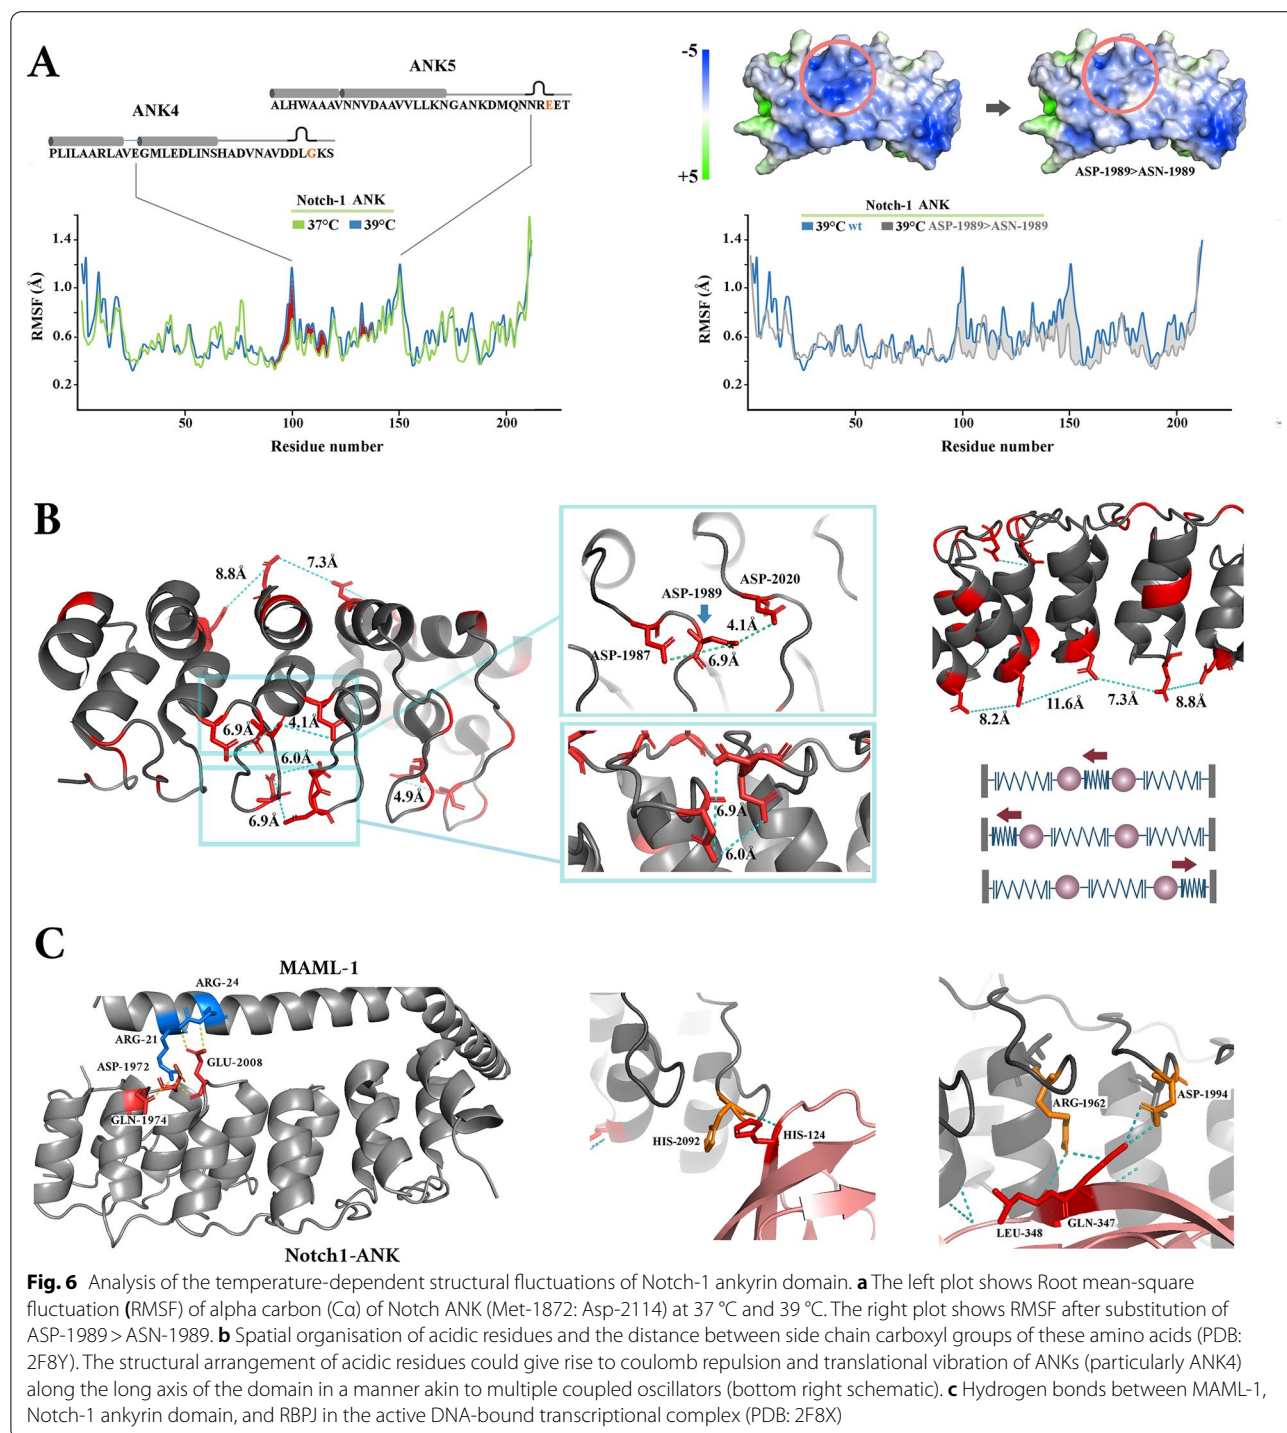 A
ANK5
ALHWAAAVNNVDAAVVLLKNGANKDMQNNREET
ANK4
PLILAARLAVEGMLEDLINSHADVNAVDDLGKS
Notch-1 ANK
37°C 39°C
RMSF (Å)
1.4
1.0
0.6
0.2
50 100 150 200
Residue number
-5
+5
ASP-1989>ASN-1989
Notch-1 ANK
39°C wt 39°C ASP-1989>ASN-1989
RMSF (Å)
1.4
1.0
0.6
0.2
50 100 150 200
Residue number
B
8.8Å
7.3Å
6.9Å
4.1Å
6.0Å
6.9Å
4.9Å
ASP-2020
ASP-1989
4.1Å
ASP-1987
6.9Å
6.9Å
6.0Å
8.2Å
11.6Å
7.3Å
8.8Å
C
MAML-1
ARG-24
ARG-21
GLU-2008
ASP-1972
GLN-1974
Notch1-ANK
HIS-2092
HIS-124
ARG-1962
ASP-1994
LEU-348
GLN-347
Fig. 6 Analysis of the temperature-dependent structural fluctuations of Notch-1 ankyrin domain. a The left plot shows Root mean-square
fluctuation (RMSF) of alpha carbon (Cα) of Notch ANK (Met-1872: Asp-2114) at 37 °C and 39 °C. The right plot shows RMSF after substitution of
ASP-1989 > ASN-1989. b Spatial organisation of acidic residues and the distance between side chain carboxyl groups of these amino acids (PDB:
2F8Y). The structural arrangement of acidic residues could give rise to coulomb repulsion and translational vibration of ANKs (particularly ANK4)
along the long axis of the domain in a manner akin to multiple coupled oscillators (bottom right schematic). c Hydrogen bonds between MAML-1,
Notch-1 ankyrin domain, and RBPJ in the active DNA-bound transcriptional complex (PDB: 2F8X)